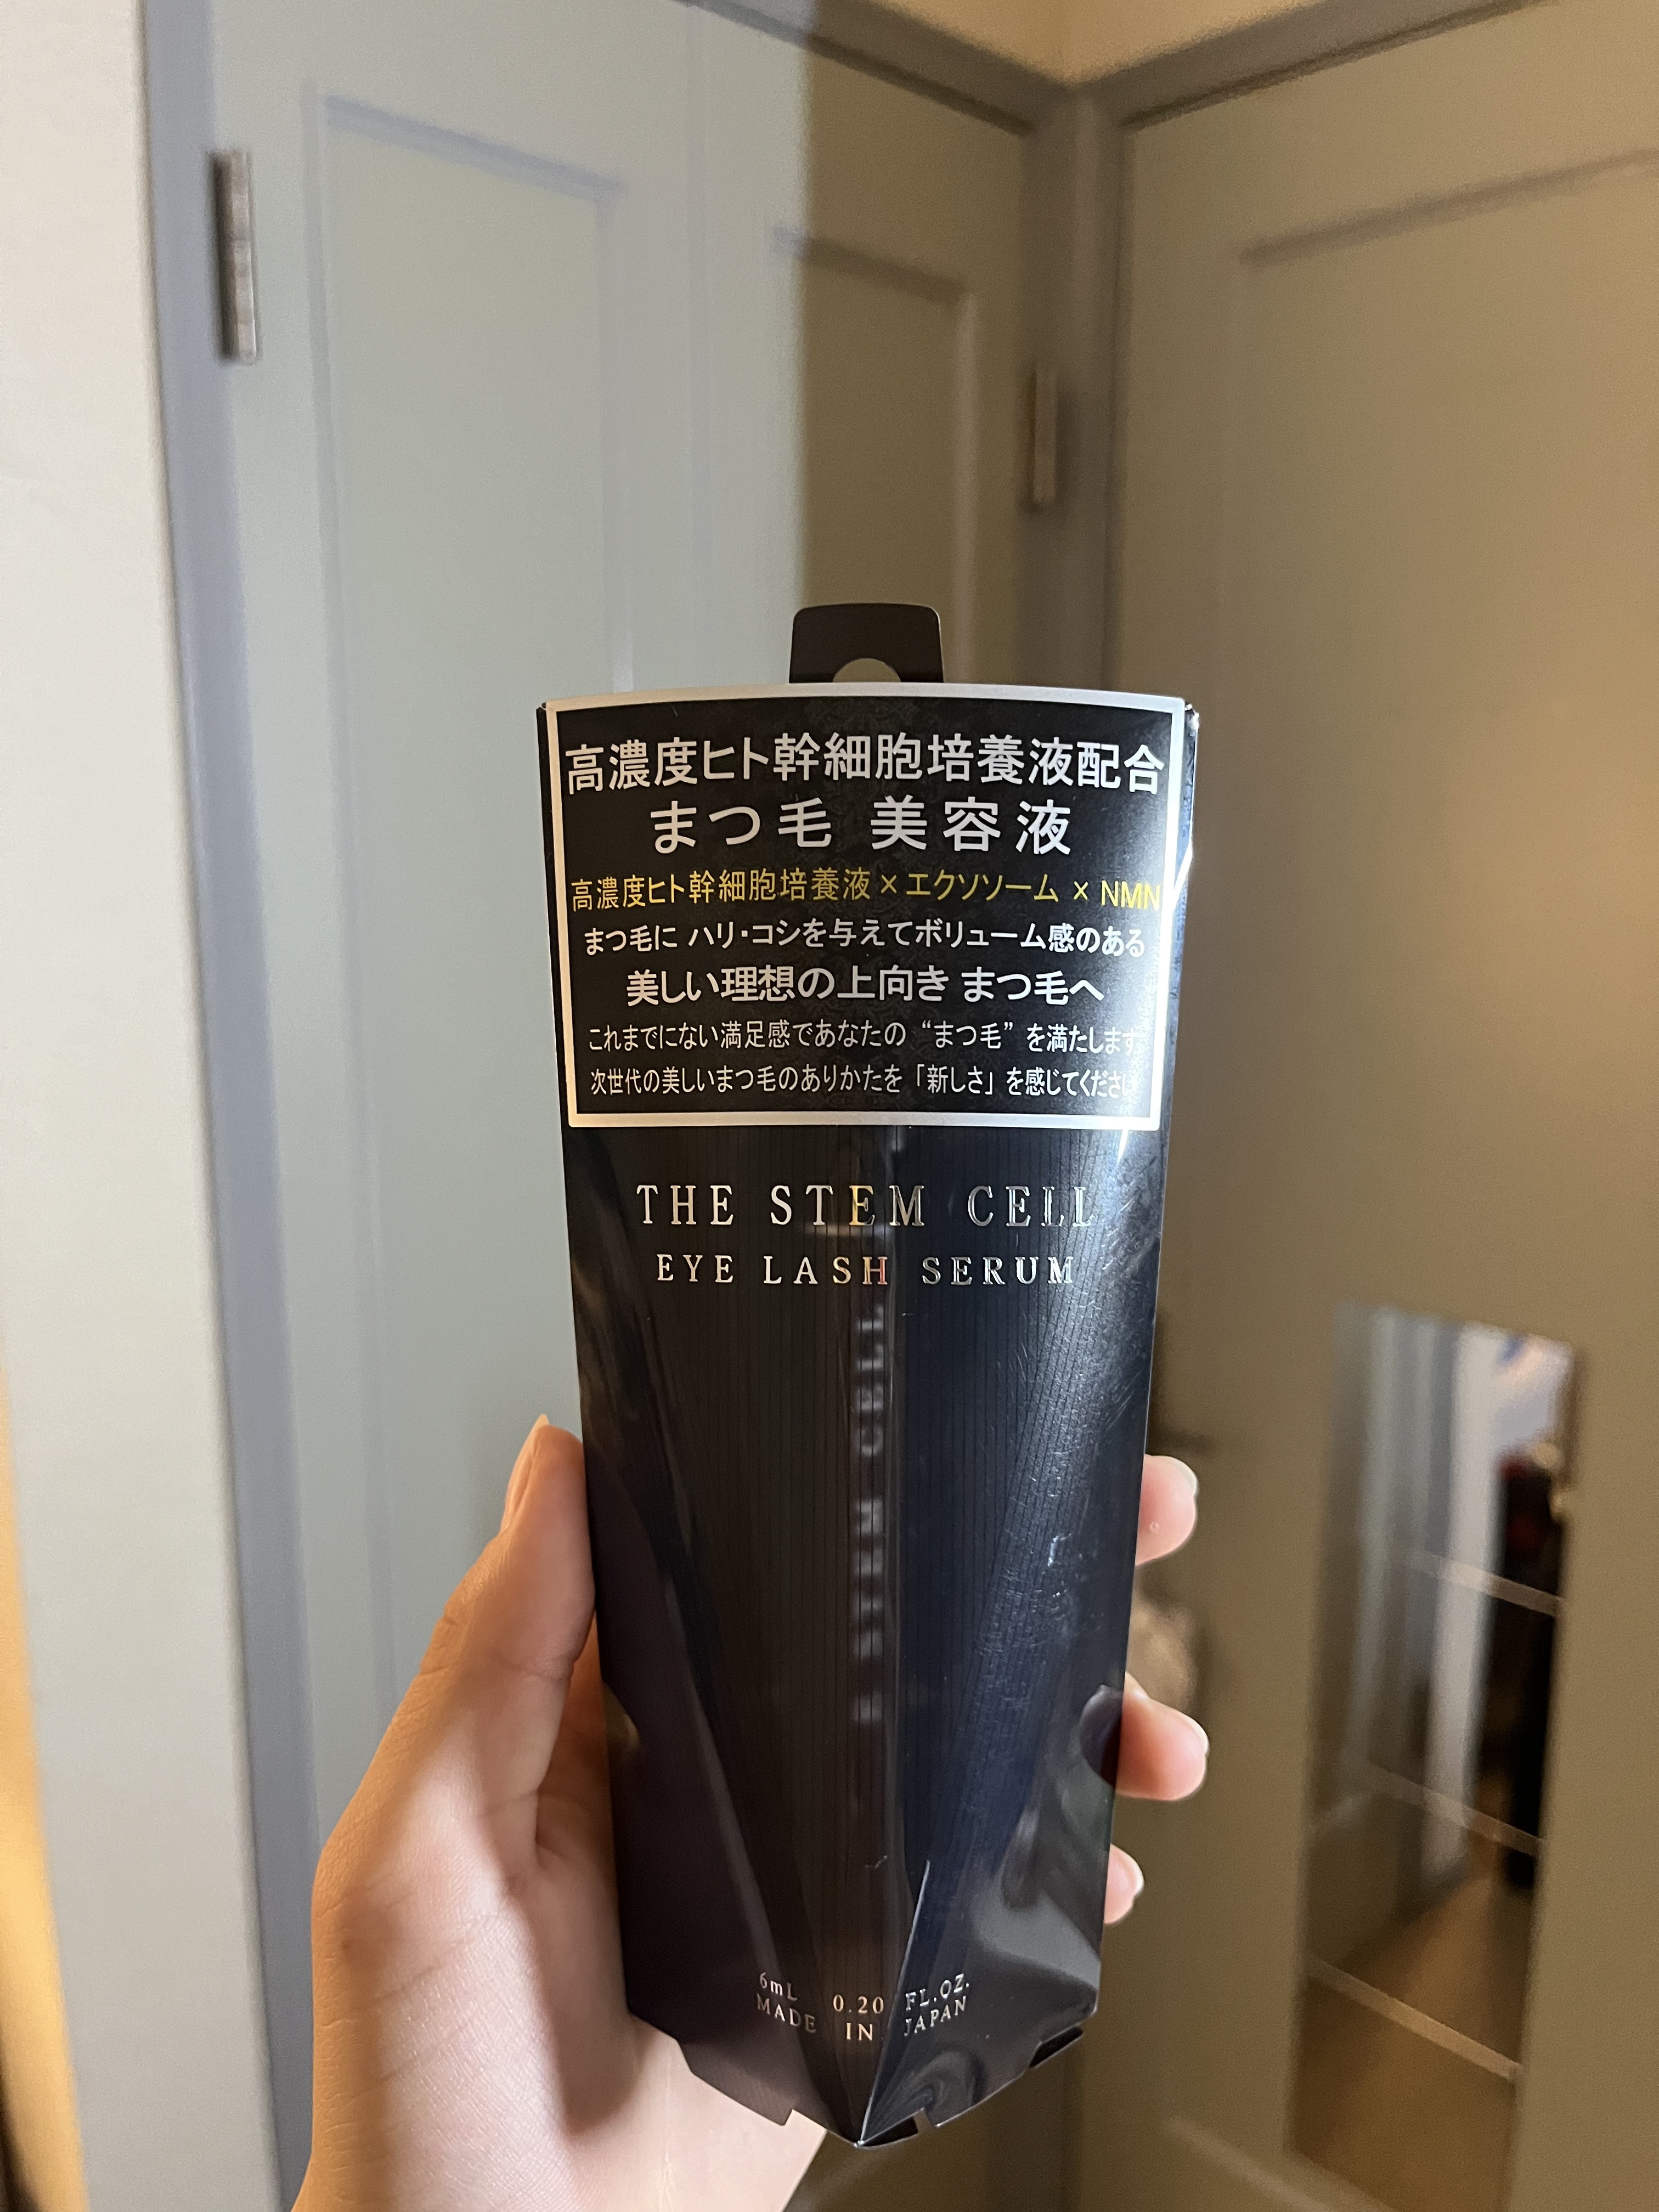 高濃度ヒト幹細胞培養液配合
まつ毛 美容液
高濃度ヒト幹細胞培養液×エクソソーム×NMN
まつ毛に ハリ・コシを与えてボリューム感のある
美しい理想の上向き まつ毛へ
これまでにない満足感であなたの“まつ毛”を満たします
次世代の美しいまつ毛のありかたを「新しさ」を感じてください
THE STEM CELL
EYE LASH SERUM
6mL 0.20 FL.OZ.
MADE IN JAPAN